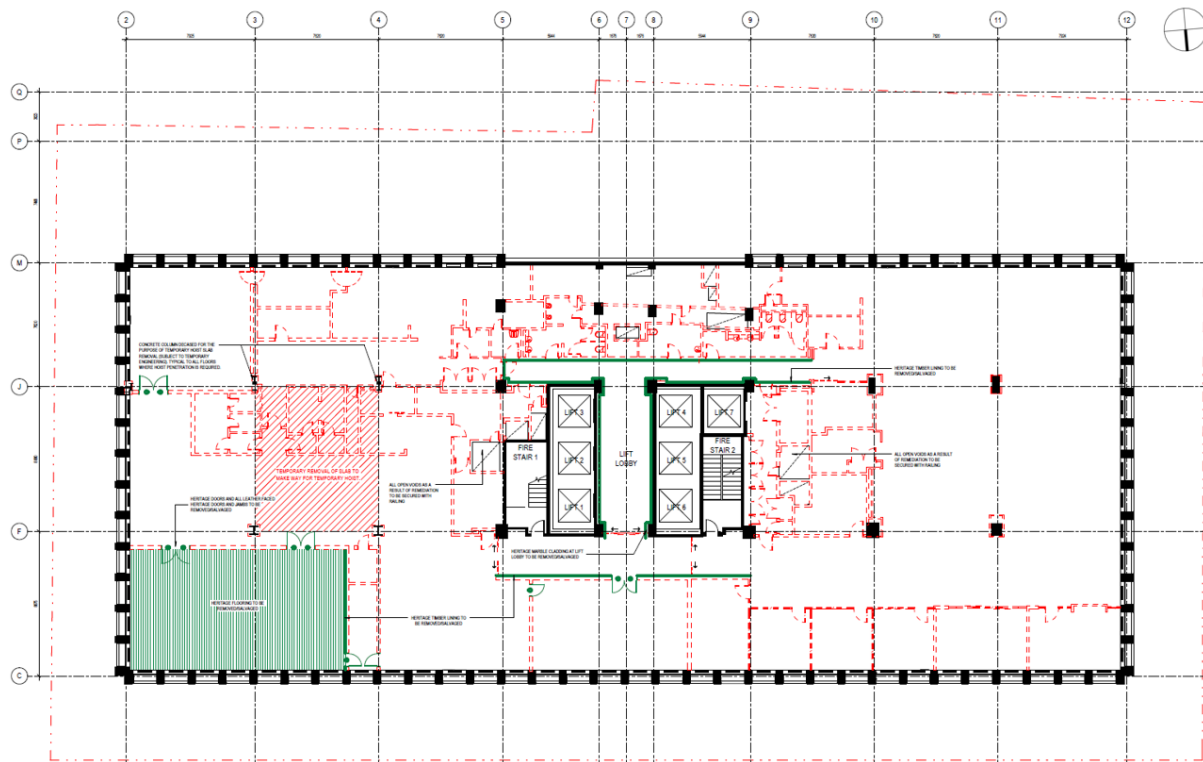 2
3
4
5
6
7
8
9
10
11
12
P
M
J
F
C
CONCRETE COLUMN DECASED FOR THE
PURPOSE OF TEMPORARY HOIST SLAB
REMOVAL (SUBJECT TO TEMPORARY
ENGINEERING). TYPICAL TO ALL FLOORS
WHERE HOIST PENETRATION IS REQUIRED.
HERITAGE TIMBER LINING TO BE
REMOVED/SALVAGED
LIFT 3
LIFT 2
LIFT 1
LIFT 4
LIFT 5
LIFT 6
LIFT 7
FIRE
STAIR 1
LIFT
LOBBY
FIRE
STAIR 2
TEMPORARY REMOVAL OF SLAB TO
MAKE WAY FOR TEMPORARY HOIST
ALL OPEN VOIDS AS A
RESULT OF REMEDIATION
TO BE SECURED WITH
RAILING
ALL OPEN VOIDS AS A RESULT
OF REMEDIATION TO BE
SECURED WITH RAILING
HERITAGE DOORS AND ALL LEATHER FACED
HERITAGE DOORS AND JAMBS TO BE
REMOVED/SALVAGED
HERITAGE MARBLE CLADDING AT LIFT
LOBBY TO BE REMOVED/SALVAGED
HERITAGE FLOORING TO BE
REMOVED/SALVAGED
HERITAGE TIMBER LINING TO
BE REMOVED/SALVAGED